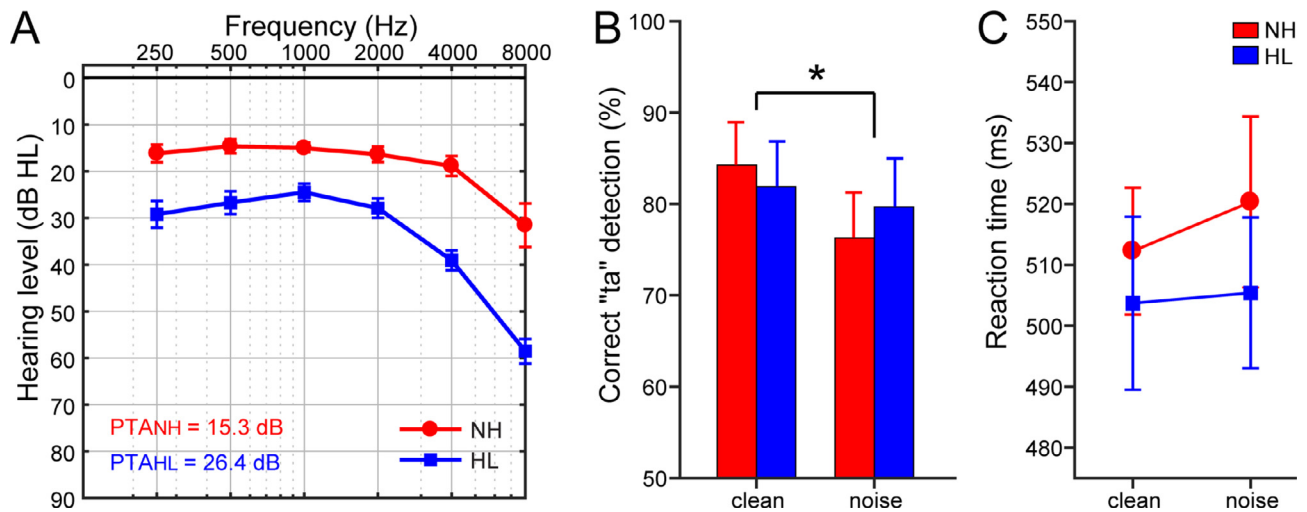 A
Frequency (Hz)
250 500 1000 2000 4000 8000
Hearing level (dB HL)
0
10
20
30
40
50
60
70
80
90
PTANH = 15.3 dB
PTAHL = 26.4 dB
NH
HL
B
Correct "ta" detection (%)
100
90
80
70
60
50
*
clean noise
C
NH
HL
Reaction time (ms)
550
540
530
520
510
500
490
480
clean noise